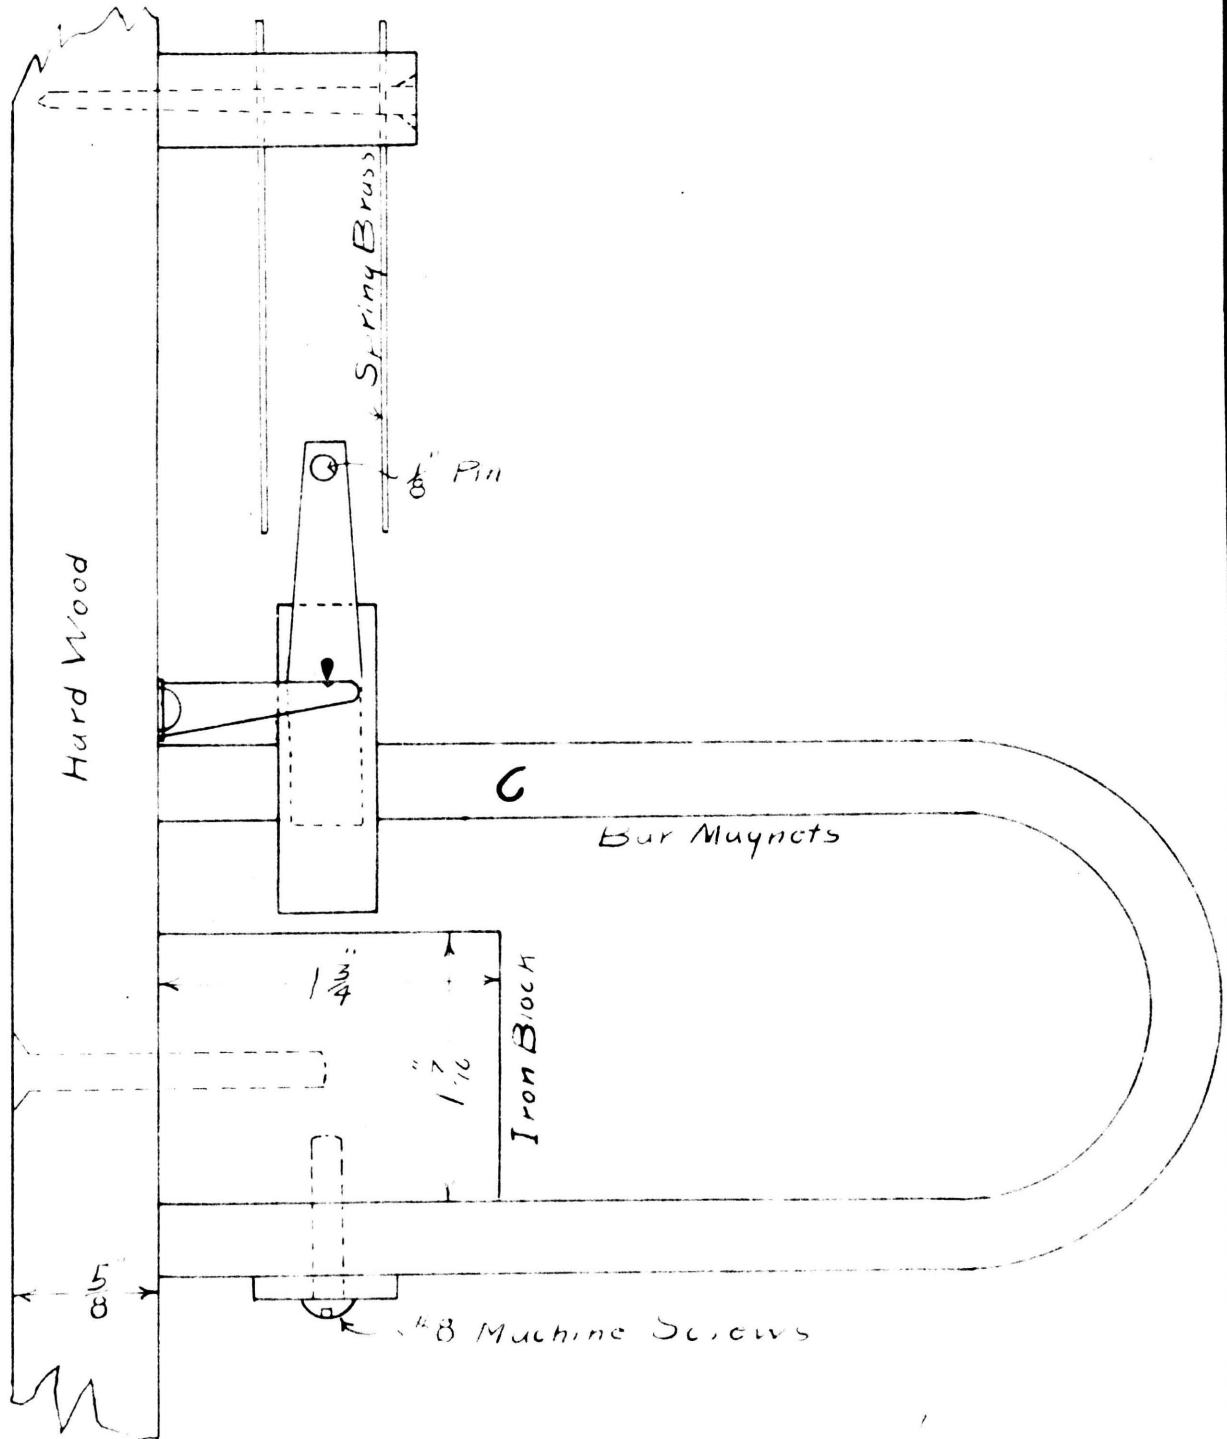 Spring Brass
1/8" Pin
Hard Wood
C
Bar Magnets
1 3/4"
1 7/16"
Iron Block
5/8"
#8 Machine Screws